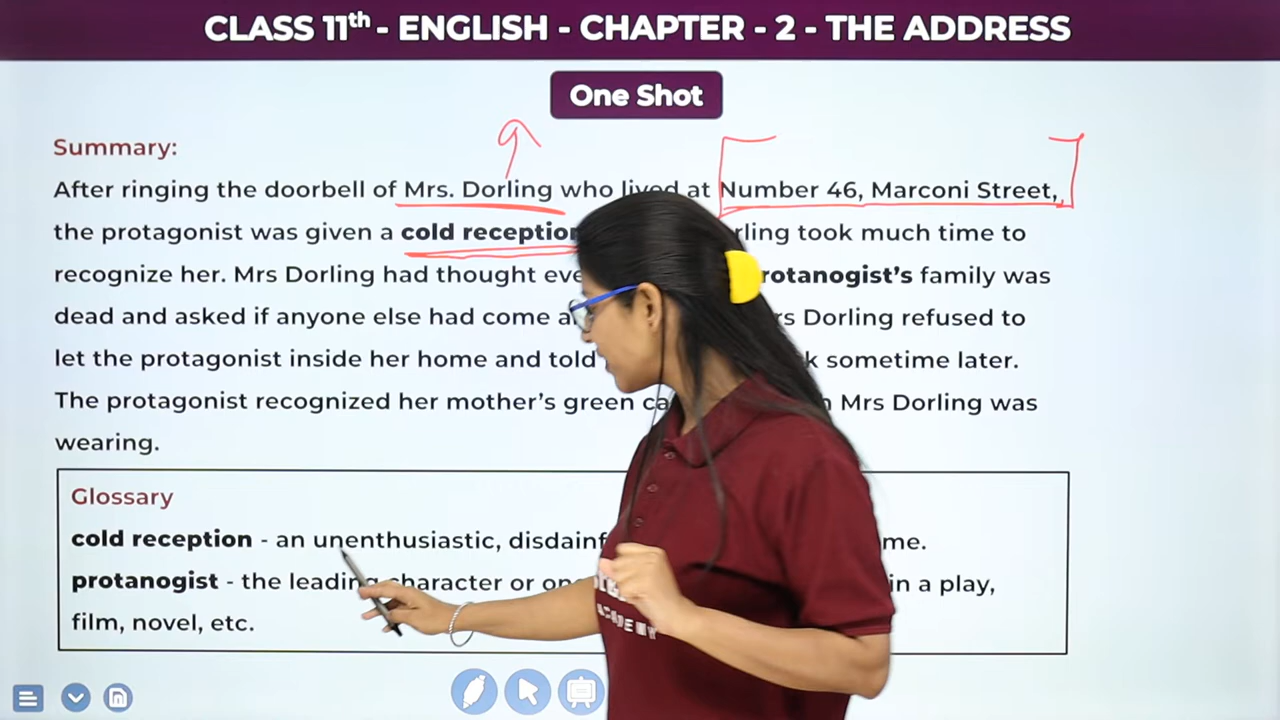 CLASS 11th - ENGLISH - CHAPTER - 2 - THE ADDRESS
One Shot
Summary:
After ringing the doorbell of Mrs. Dorling who lived at Number 46, Marconi Street,
the protagonist was given a cold reception rling took much time to
recognize her. Mrs Dorling had thought eve rotanogist's family was
dead and asked if anyone else had come a rs Dorling refused to
let the protagonist inside her home and told k sometime later.
The protagonist recognized her mother's green ca Mrs Dorling was
wearing.
Glossary
cold reception - an unenthusiastic, disdainf me.
protanogist - the leading character or on in a play,
film, novel, etc.